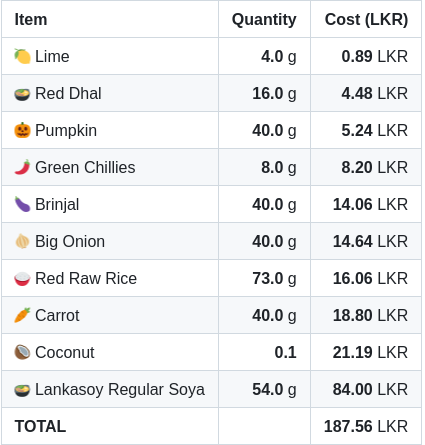 Item Quantity Cost (LKR)
Lime 4.0 g 0.89 LKR
Red Dhal 16.0 g 4.48 LKR
Pumpkin 40.0 g 5.24 LKR
Green Chillies 8.0 g 8.20 LKR
Brinjal 40.0 g 14.06 LKR
Big Onion 40.0 g 14.64 LKR
Red Raw Rice 73.0 g 16.06 LKR
Carrot 40.0 g 18.80 LKR
Coconut 0.1 21.19 LKR
Lankasoy Regular Soya 54.0 g 84.00 LKR
TOTAL 187.56 LKR